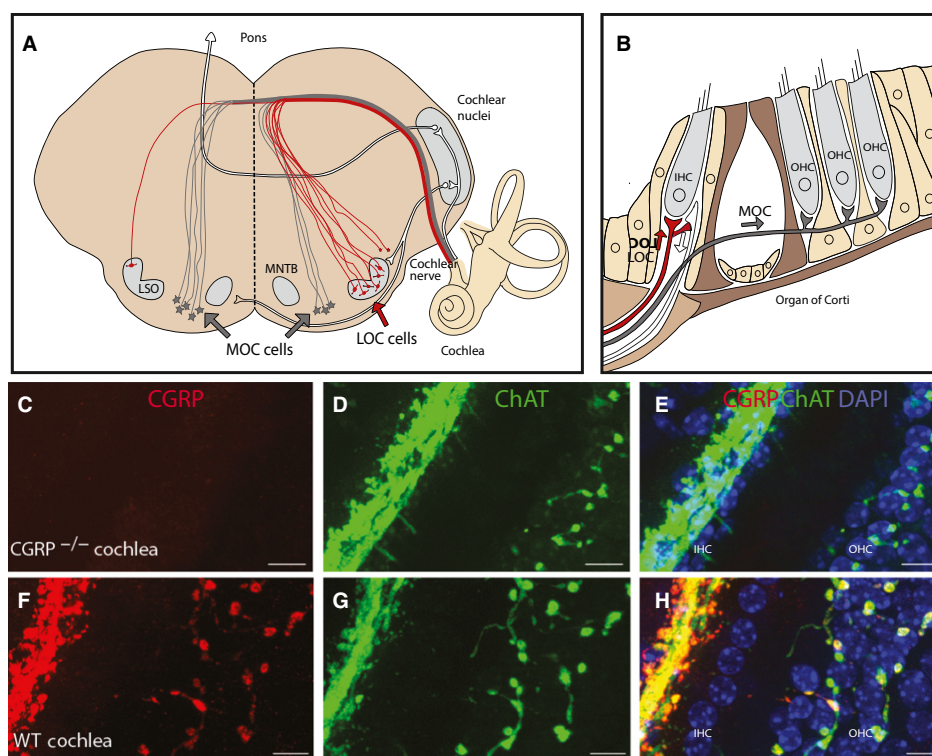 A
Pons
Cochlear
nuclei
LSO
MNTB
Cochlear
nerve
MOC cells
LOC cells
Cochlea
B
IHC
OHC
OHC
OHC
MOC
LOC
Organ of Corti
C
CGRP
CGRP −/− cochlea
D
ChAT
E
CGRP ChAT DAPI
IHC
OHC
F
WT cochlea
G
H
IHC
OHC